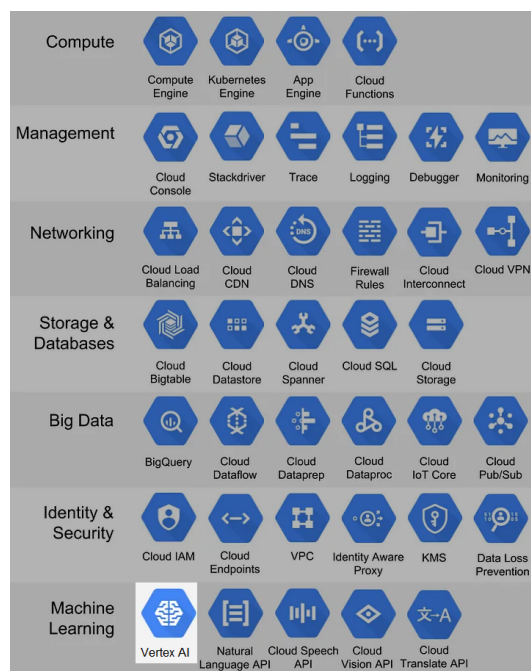 Compute
Compute Engine
Kubernetes Engine
App Engine
Cloud Functions
Management
Cloud Console
Stackdriver
Trace
Logging
Debugger
Monitoring
Networking
Cloud Load Balancing
Cloud CDN
DNS
Cloud DNS
Firewall Rules
Cloud Interconnect
Cloud VPN
Storage & Databases
Cloud Bigtable
Cloud Datastore
Cloud Spanner
Cloud SQL
Cloud Storage
Big Data
BigQuery
Cloud Dataflow
Cloud Dataprep
Cloud Dataproc
Cloud IoT Core
Cloud Pub/Sub
Identity & Security
Cloud IAM
Cloud Endpoints
VPC
Identity Aware Proxy
KMS
Data Loss Prevention
Machine Learning
Vertex AI
Natural Language API
Cloud Speech API
Cloud Vision API
文→A
Cloud Translate API